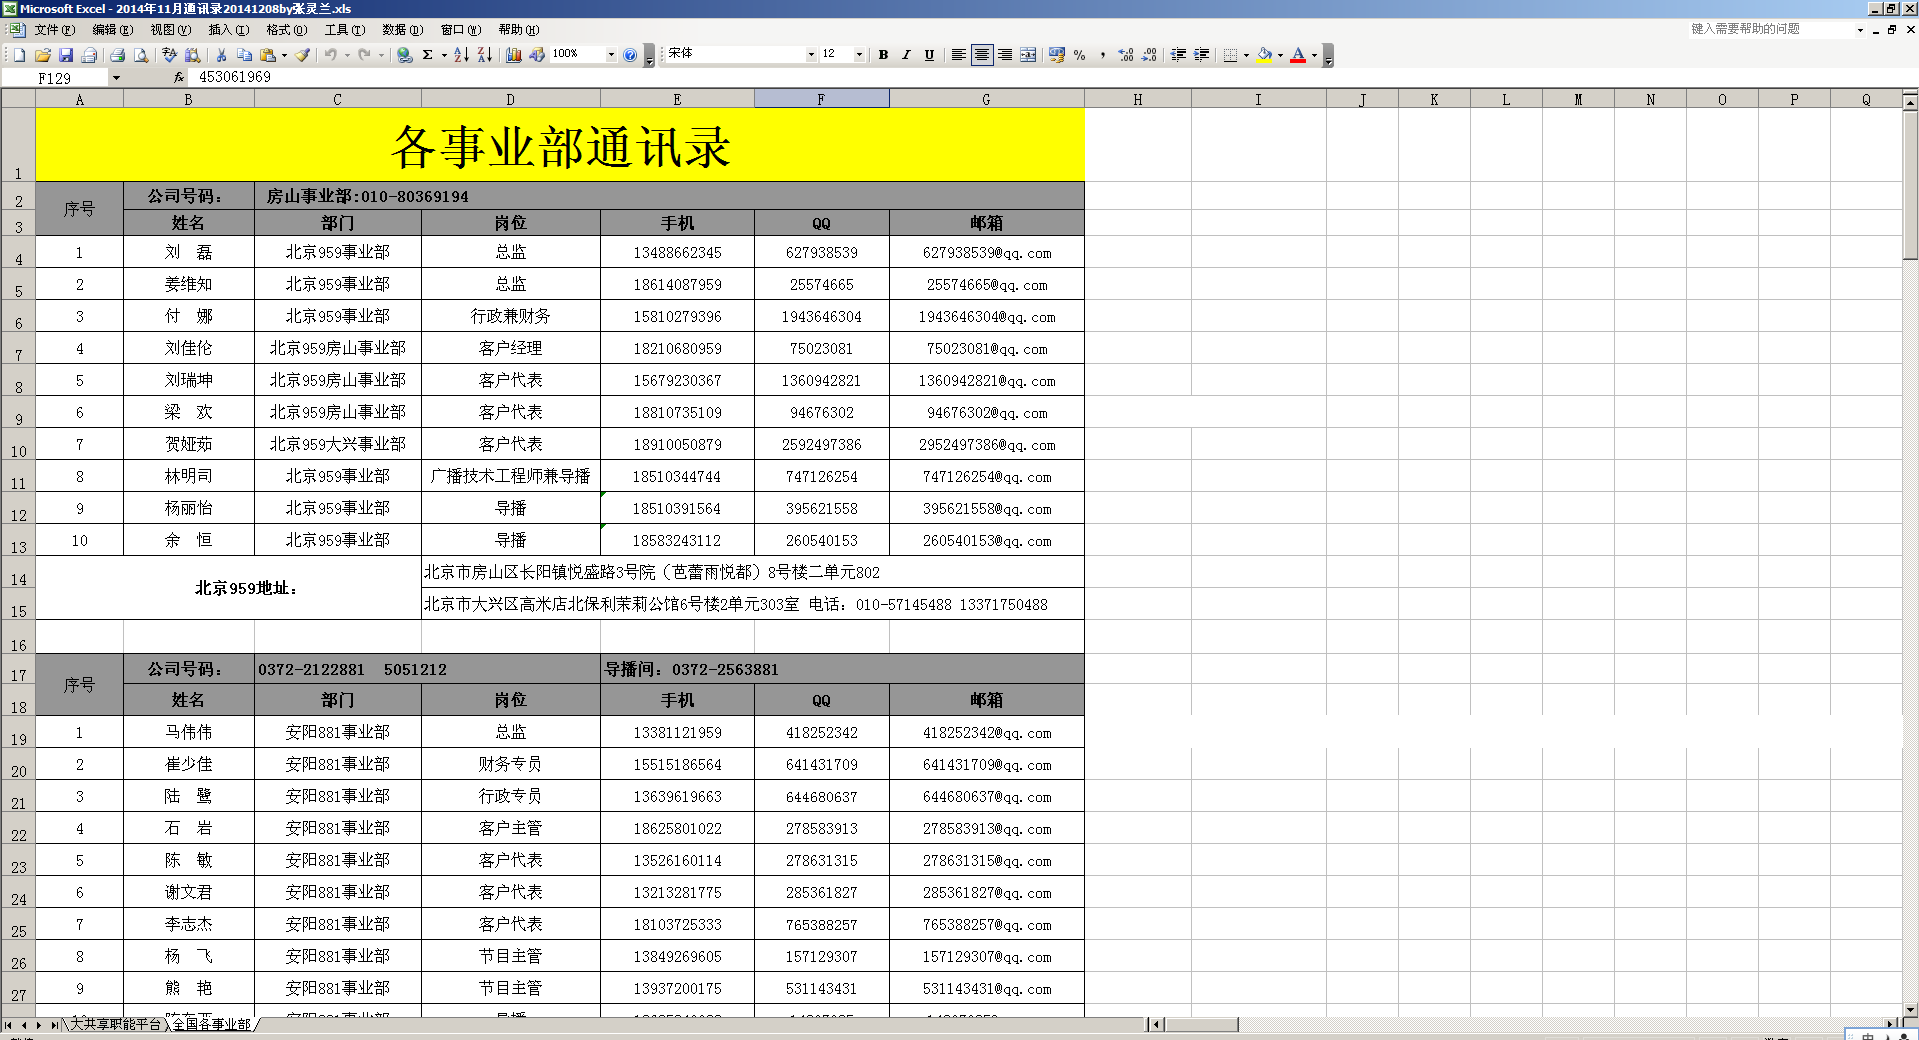 Microsoft Excel - 2014年11月通讯录20141208by张灵兰.xls
文件(F) 编辑(E) 视图(V) 插入(I) 格式(O) 工具(T) 数据(D) 窗口(W) 帮助(H) 键入需要帮助的问题
100% 宋体 12 B I U
F129 fx 453061969
A B C D E F G H I J K L M N O P Q
1 各事业部通讯录
2 序号 公司号码： 房山事业部:010-80369194
3 姓名 部门 岗位 手机 QQ 邮箱
4 1 刘 磊 北京959事业部 总监 13488662345 627938539 627938539@qq.com
5 2 姜维知 北京959事业部 总监 18614087959 25574665 25574665@qq.com
6 3 付 娜 北京959事业部 行政兼财务 15810279396 1943646304 1943646304@qq.com
7 4 刘佳伦 北京959房山事业部 客户经理 18210680959 75023081 75023081@qq.com
8 5 刘瑞坤 北京959房山事业部 客户代表 15679230367 1360942821 1360942821@qq.com
9 6 梁 欢 北京959房山事业部 客户代表 18810735109 94676302 94676302@qq.com
10 7 贺娅茹 北京959大兴事业部 客户代表 18910050879 2592497386 2952497386@qq.com
11 8 林明司 北京959事业部 广播技术工程师兼导播 18510344744 747126254 747126254@qq.com
12 9 杨丽怡 北京959事业部 导播 18510391564 395621558 395621558@qq.com
13 10 余 恒 北京959事业部 导播 18583243112 260540153 260540153@qq.com
14 北京959地址： 北京市房山区长阳镇悦盛路3号院（芭蕾雨悦都）8号楼二单元802
15 北京市大兴区高米店北保利茉莉公馆6号楼2单元303室 电话：010-57145488 13371750488
16
17 序号 公司号码： 0372-2122881 5051212 导播间：0372-2563881
18 姓名 部门 岗位 手机 QQ 邮箱
19 1 马伟伟 安阳881事业部 总监 13381121959 418252342 418252342@qq.com
20 2 崔少佳 安阳881事业部 财务专员 15515186564 641431709 641431709@qq.com
21 3 陆 鹭 安阳881事业部 行政专员 13639619663 644680637 644680637@qq.com
22 4 石 岩 安阳881事业部 客户主管 18625801022 278583913 278583913@qq.com
23 5 陈 敏 安阳881事业部 客户代表 13526160114 278631315 278631315@qq.com
24 6 谢文君 安阳881事业部 客户代表 13213281775 285361827 285361827@qq.com
25 7 李志杰 安阳881事业部 客户代表 18103725333 765388257 765388257@qq.com
26 8 杨 飞 安阳881事业部 节目主管 13849269605 157129307 157129307@qq.com
27 9 熊 艳 安阳881事业部 节目主管 13937200175 531143431 531143431@qq.com
大共享职能平台 全国各事业部